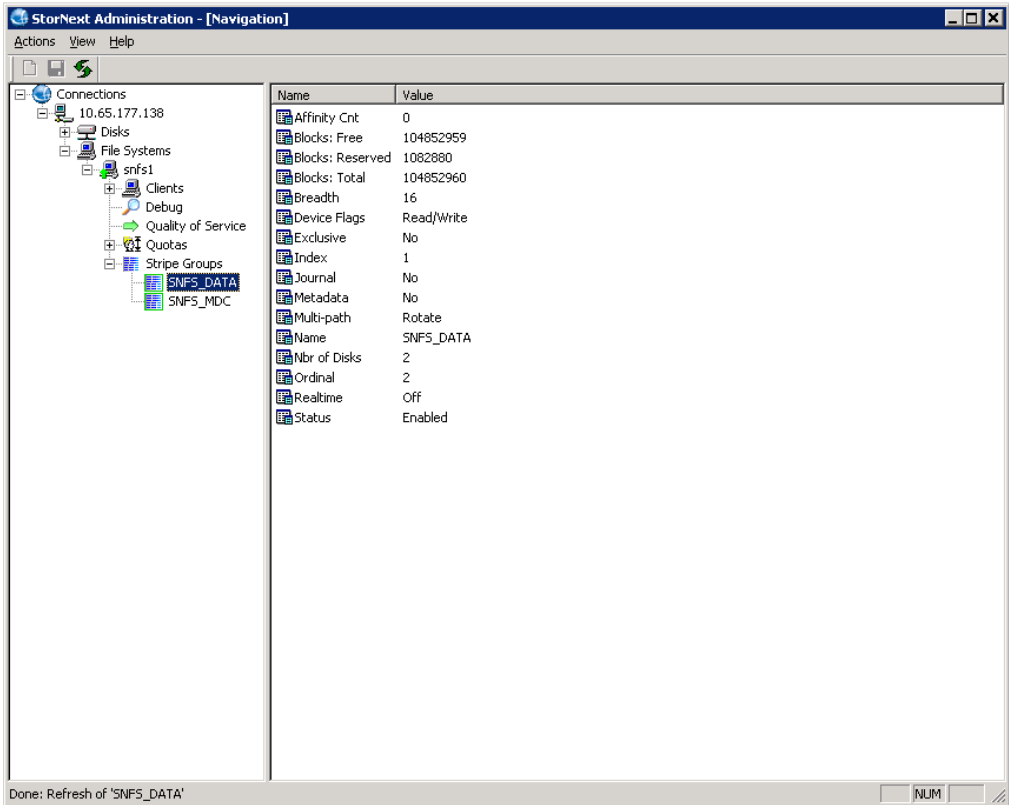 StorNext Administration - [Navigation]
Actions View Help
Connections
10.65.177.138
Disks
File Systems
snfs1
Clients
Debug
Quality of Service
Quotas
Stripe Groups
SNFS_DATA
SNFS_MDC
Name Value
Affinity Cnt 0
Blocks: Free 104852959
Blocks: Reserved 1082880
Blocks: Total 104852960
Breadth 16
Device Flags Read/Write
Exclusive No
Index 1
Journal No
Metadata No
Multi-path Rotate
Name SNFS_DATA
Nbr of Disks 2
Ordinal 2
Realtime Off
Status Enabled
Done: Refresh of 'SNFS_DATA' NUM